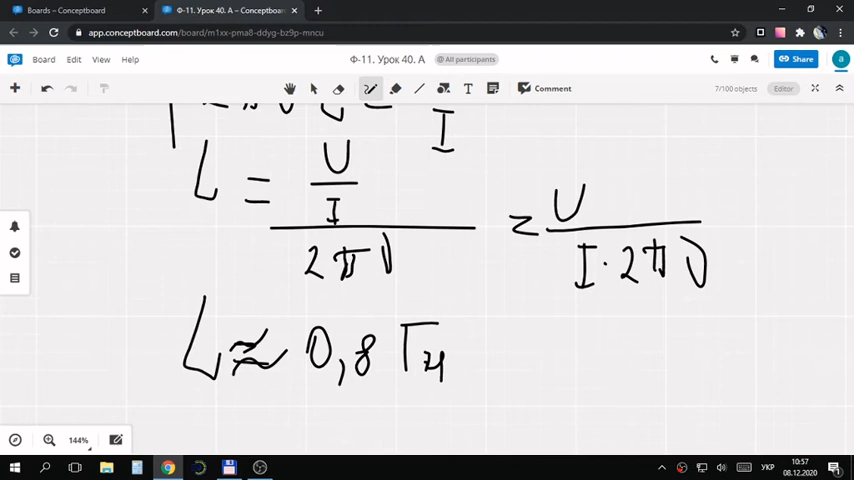 Boards – Conceptboard
Ф-11. Урок 40. А – Conceptboard
app.conceptboard.com/board/m1xx-pma8-ddyg-bz9p-mncu
Board Edit View Help
Ф-11. Урок 40. А
@ All participants
Share
a
Comment
7/100 objects
Editor
I
L = U/I / 2πν = U / I · 2πν
L ≈ 0,8 Гн
144%
УКР
10:57
08.12.2020
1